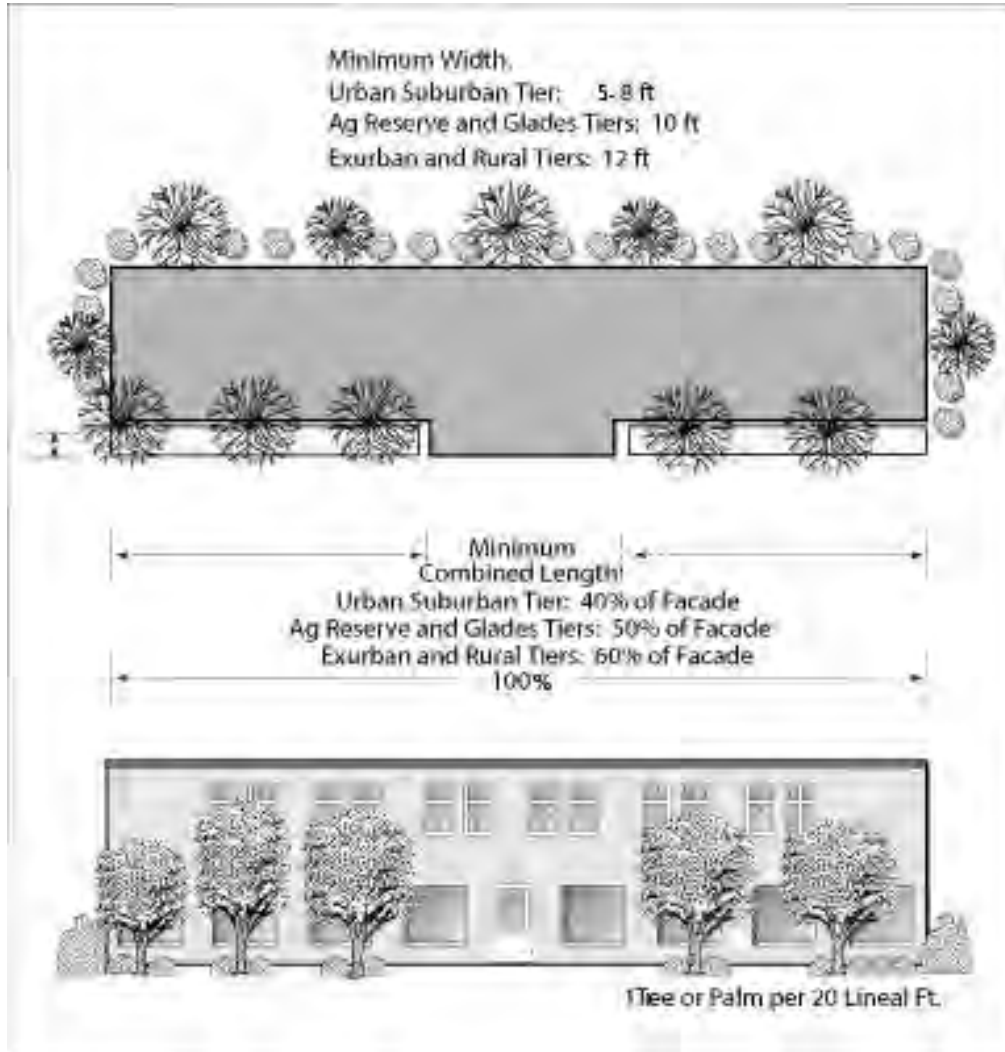 Minimum Width.
Urban Suburban Tier: 5-8 ft
Ag Reserve and Glades Tiers: 10 ft
Exurban and Rural Tiers: 12 ft
Minimum
Combined Length
Urban Suburban Tier: 40% of Facade
Ag Reserve and Glades Tiers: 50% of Facade
Exurban and Rural Tiers: 60% of Facade
100%
1Tree or Palm per 20 Lineal Ft.